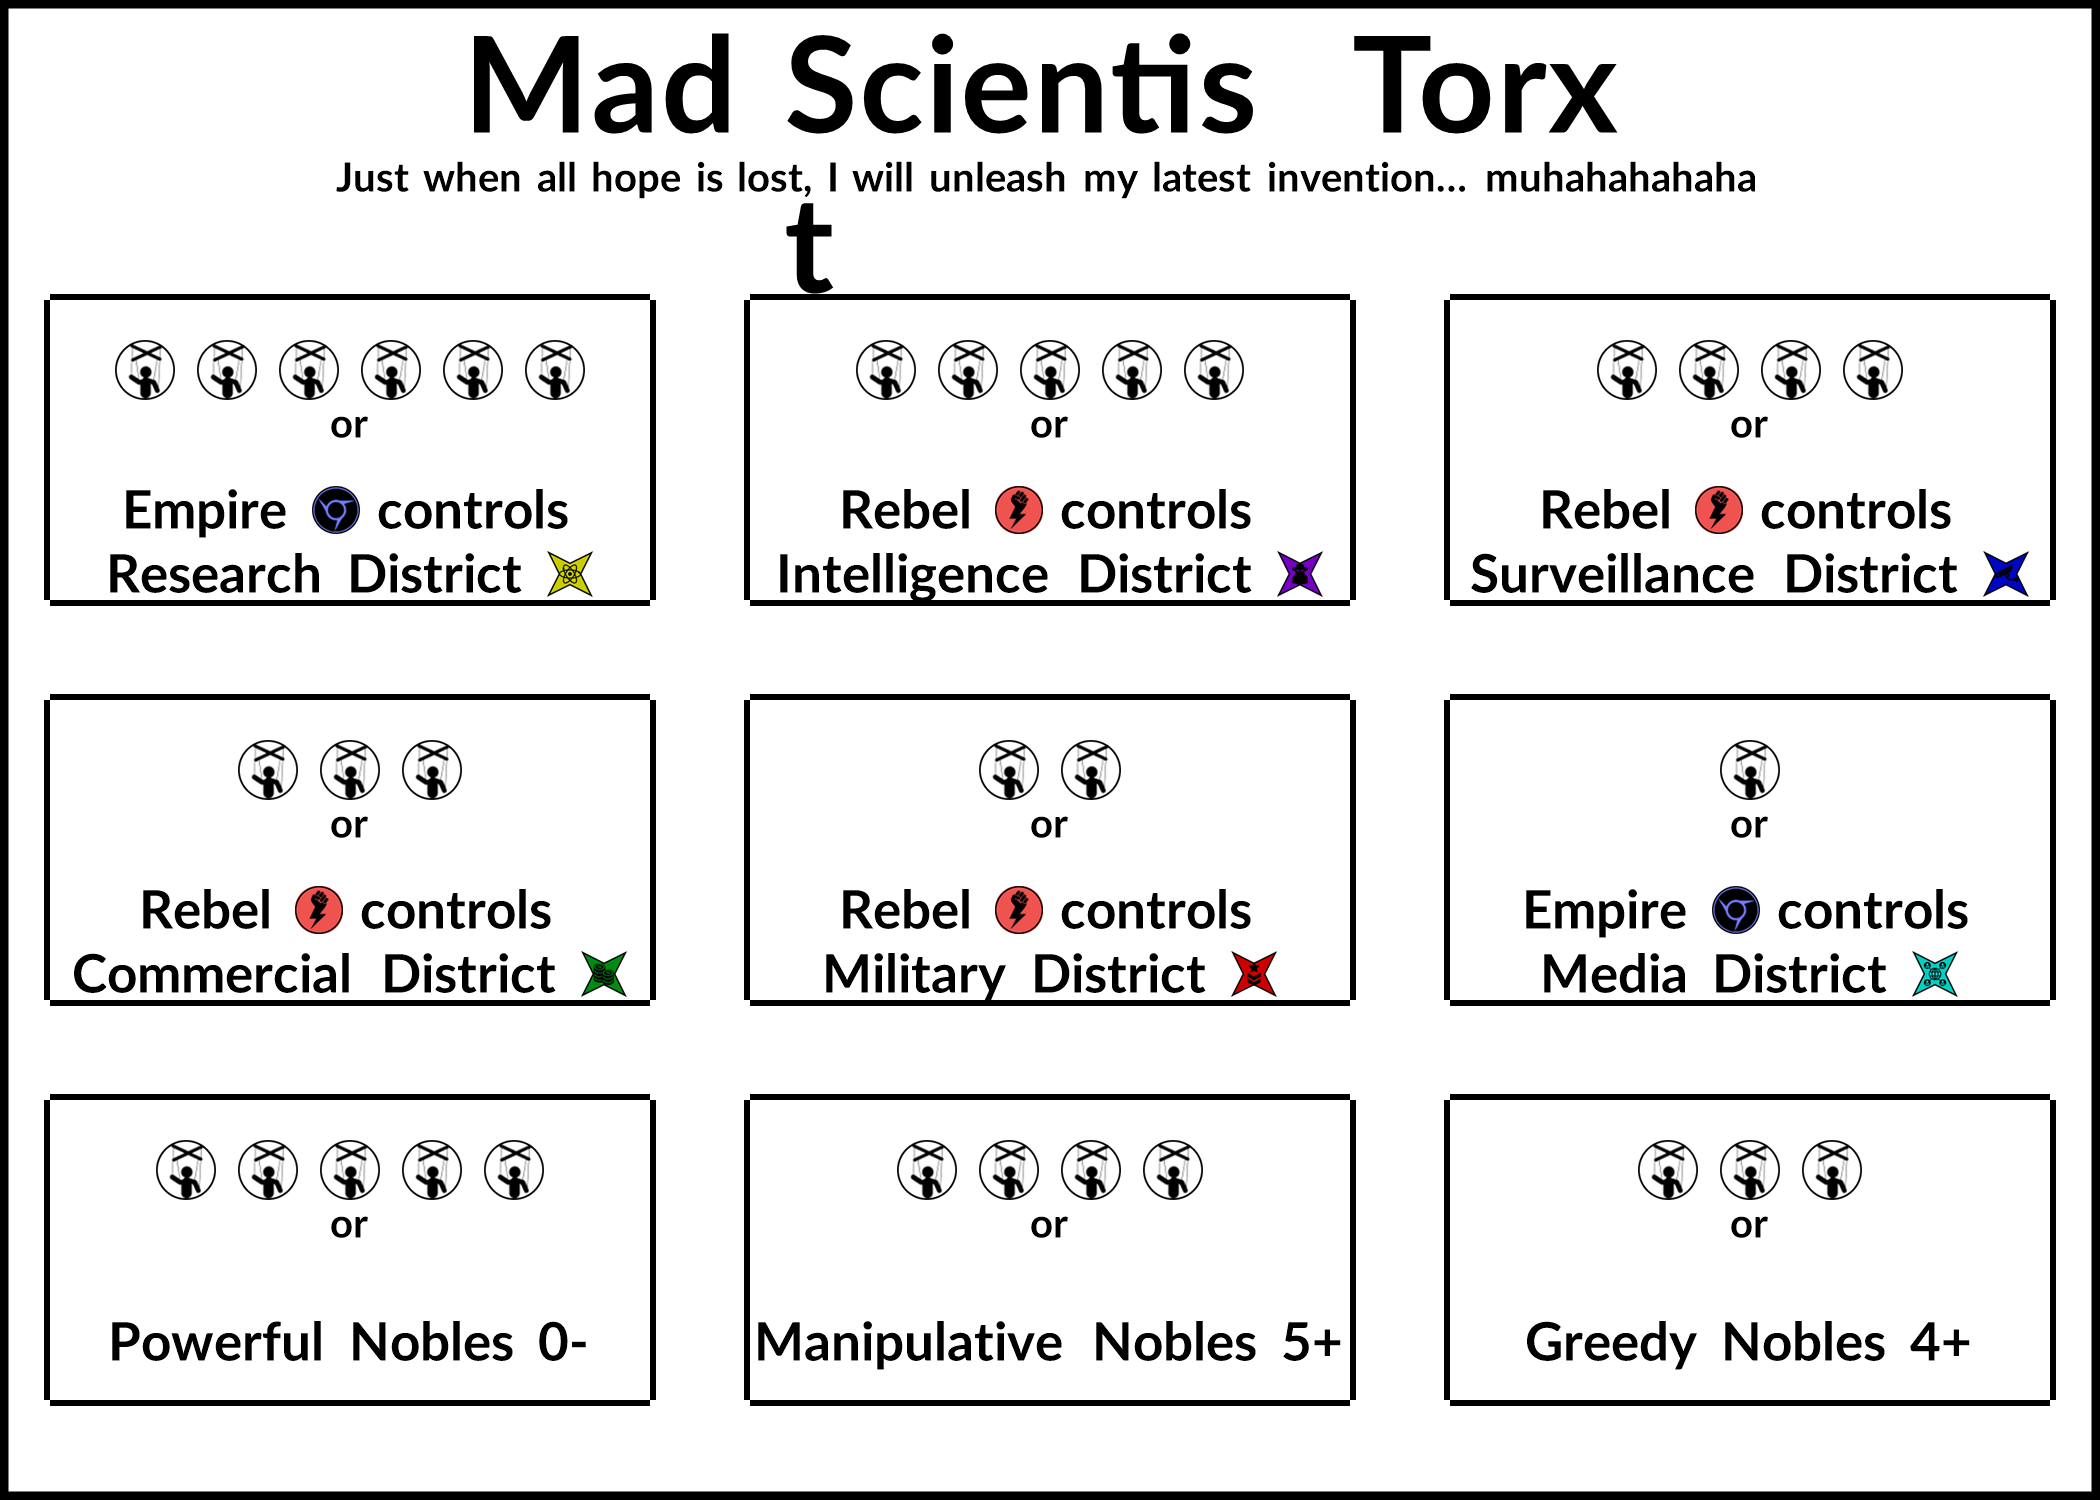 Mad Scientis Torx
Just when all hope is lost, I will unleash my latest invention... muhahahahaha
t
or
Empire controls
Research District
or
Rebel controls
Intelligence District
or
Rebel controls
Surveillance District
or
Rebel controls
Commercial District
or
Rebel controls
Military District
or
Empire controls
Media District
or
Powerful Nobles 0-
or
Manipulative Nobles 5+
or
Greedy Nobles 4+